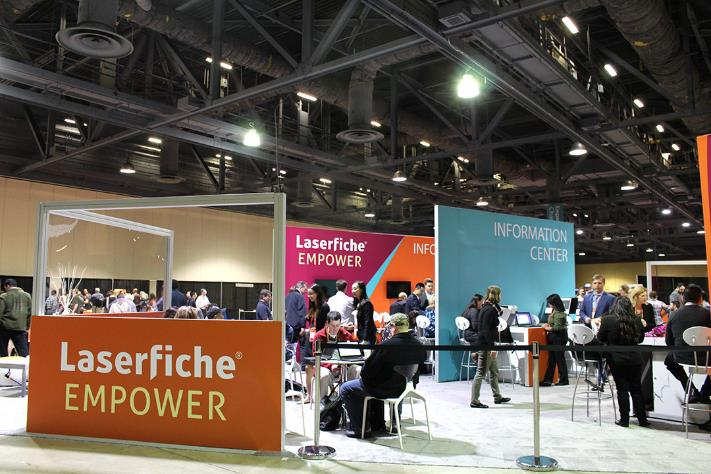 Laserfiche®
EMPOWER
Laserfiche®
EMPOWER
INFO
INFORMATION
CENTER